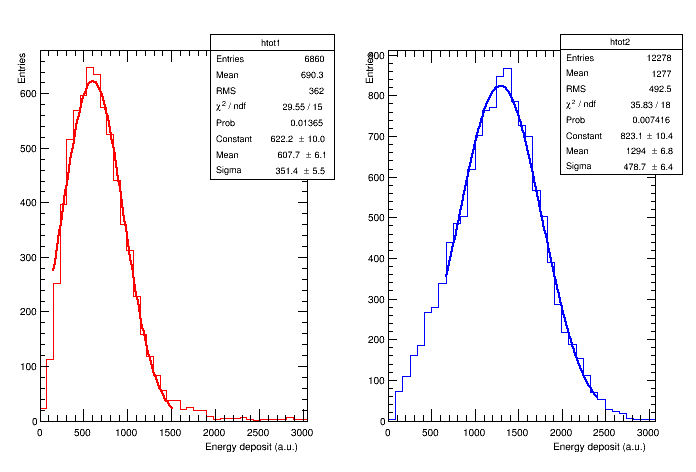 htot1
Entries 6860
Mean 690.3
RMS 362
χ² / ndf 29.55 / 15
Prob 0.01365
Constant 622.2 ± 10.0
Mean 607.7 ± 6.1
Sigma 351.4 ± 5.5
Entries
600
500
400
300
200
100
0
0 500 1000 1500 2000 2500 3000
Energy deposit (a.u.)
htot2
Entries 12278
Mean 1277
RMS 492.5
χ² / ndf 35.83 / 18
Prob 0.007416
Constant 823.1 ± 10.4
Mean 1294 ± 6.8
Sigma 478.7 ± 6.4
Entries
900
800
700
600
500
400
300
200
100
0
0 500 1000 1500 2000 2500 3000
Energy deposit (a.u.)